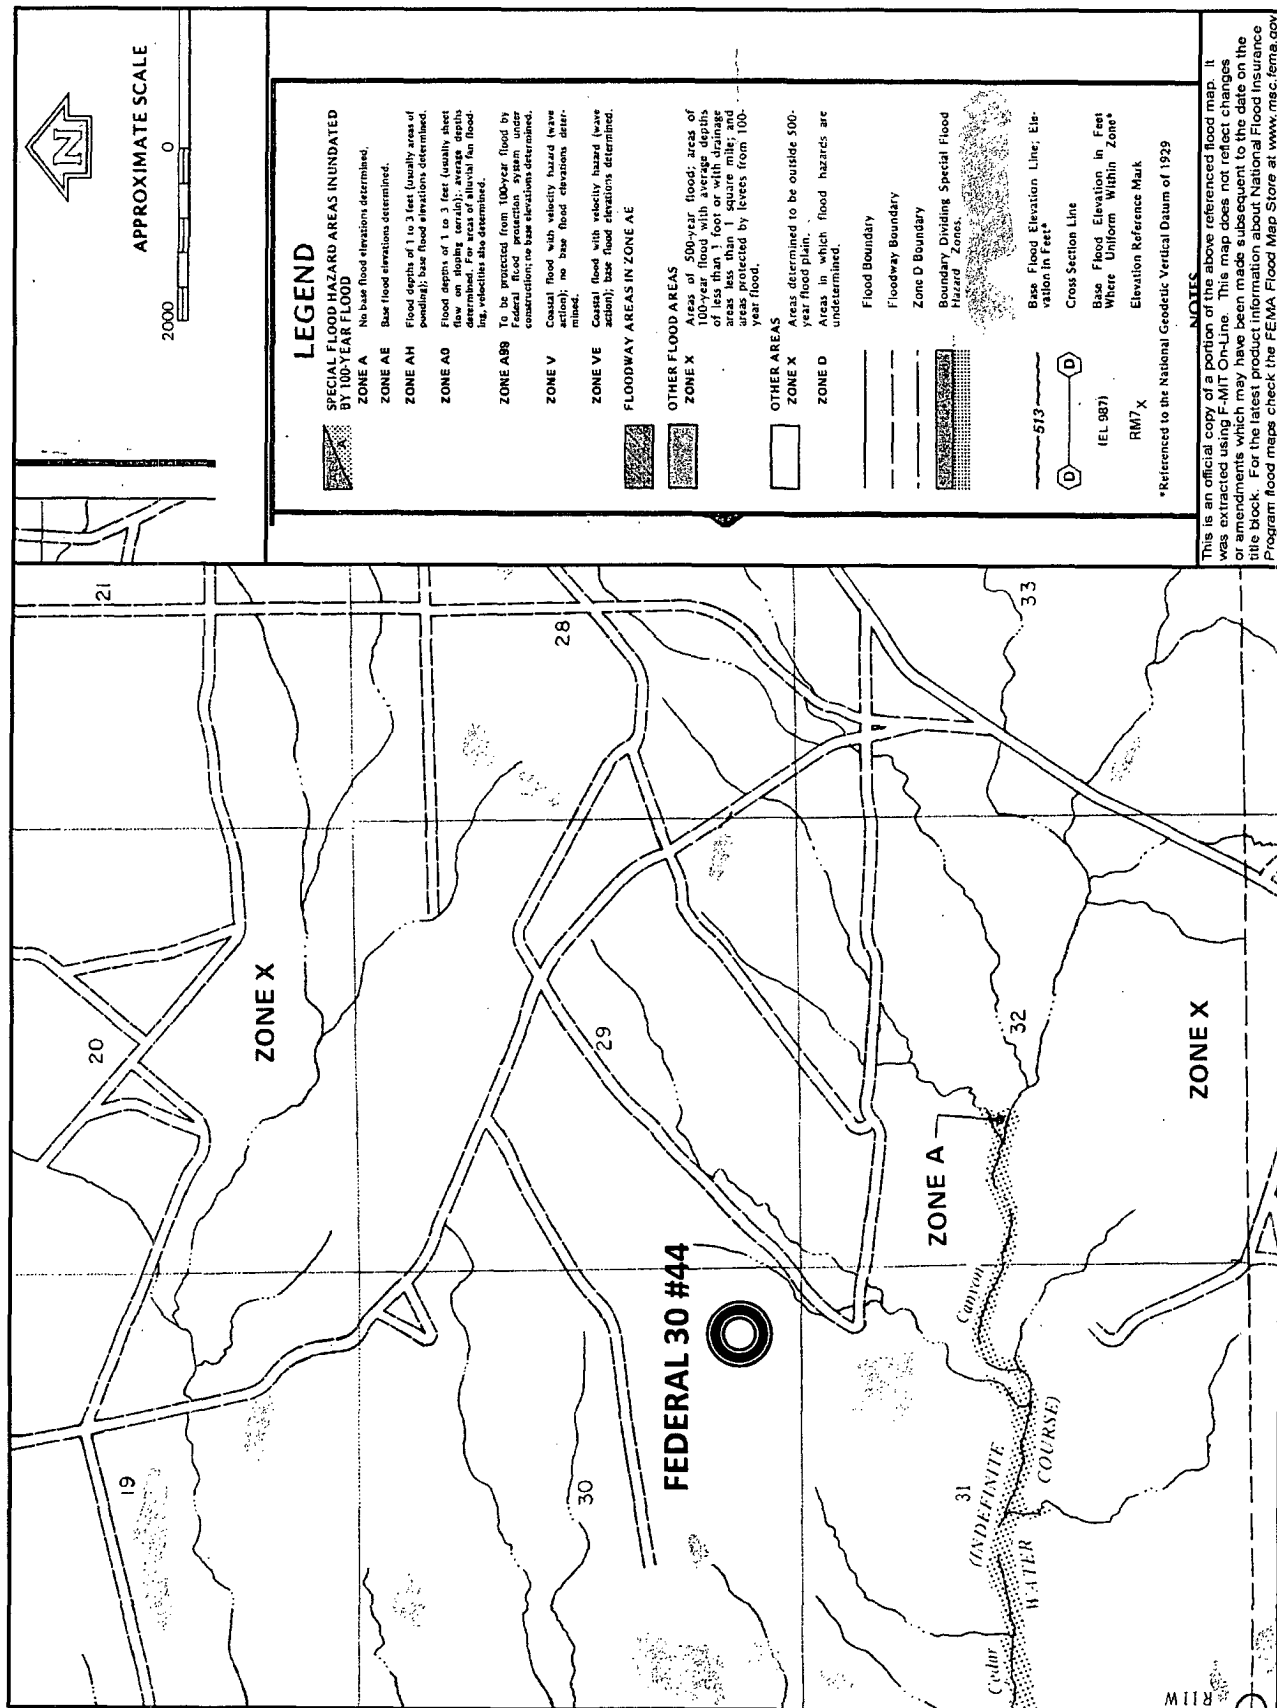 N
APPROXIMATE SCALE
2000
0
LEGEND
SPECIAL FLOOD HAZARD AREAS INUNDATED
BY 100-YEAR FLOOD
ZONE A No base flood elevations determined.
ZONE AE Base flood elevations determined.
ZONE AH Flood depths of 1 to 3 feet (usually areas of
ponding); base flood elevations determined.
ZONE AO Flood depths of 1 to 3 feet (usually sheet
flow on sloping terrain); average depths
determined. For areas of alluvial fan flood-
ing, velocities also determined.
ZONE A99 To be protected from 100-year flood by
Federal flood protection system under
construction; no base elevations determined.
ZONE V Coastal flood with velocity hazard (wave
action); no base flood elevations deter-
mined.
ZONE VE Coastal flood with velocity hazard (wave
action); base flood elevations determined.
FLOODWAY AREAS IN ZONE AE
OTHER FLOOD AREAS
ZONE X Areas of 500-year flood; areas of
100-year flood with average depths
of less than 1 foot or with drainage
areas less than 1 square mile; and
areas protected by levees from 100-
year flood.
OTHER AREAS
ZONE X Areas determined to be outside 500-
year flood plain.
ZONE D Areas in which flood hazards are
undetermined.
Flood Boundary
Floodway Boundary
Zone D Boundary
Boundary Dividing Special Flood
Hazard Zones.
513 Base Flood Elevation Line; Ele-
vation in Feet*
D D Cross Section Line
(EL 987) Base Flood Elevation in Feet
Where Uniform Within Zone*
RM7X Elevation Reference Mark
*Referenced to the National Geodetic Vertical Datum of 1929
NOTES
This is an official copy of a portion of the above referenced flood map. It
was extracted using F-MIT On-Line. This map does not reflect changes
or amendments which may have been made subsequent to the date on the
title block. For the latest product information about National Flood Insurance
Program flood maps check the FEMA Flood Map Store at www.msc.fema.gov
19
20
21
ZONE X
28
29
30
FEDERAL 30 #44
ZONE A
31
32
33
Cedar
Canyon
(INDEFINITE
WATER
COURSE)
ZONE X
R11W